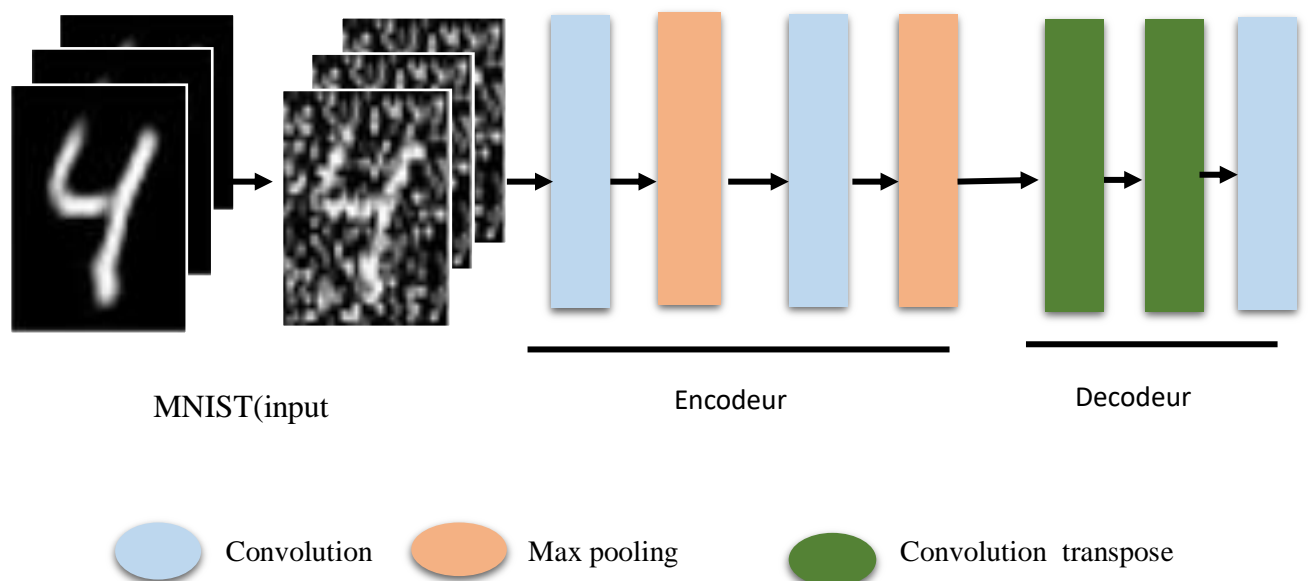 MNIST(input
Encodeur
Decodeur
Convolution
Max pooling
Convolution transpose